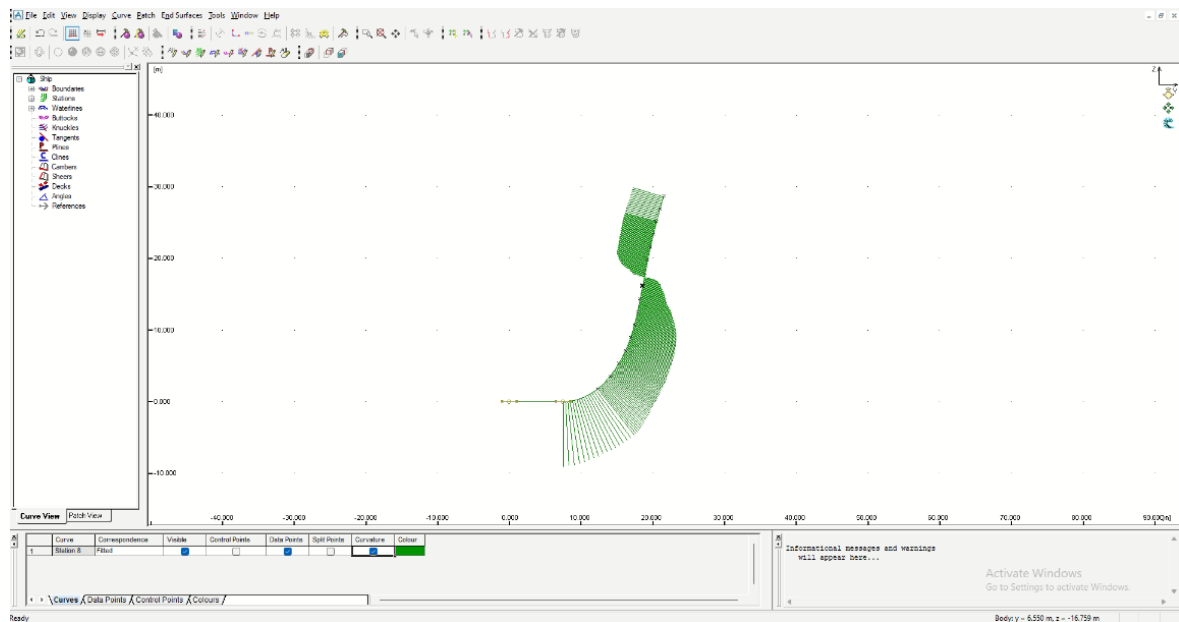 File Edit View Display Curve Patch End Surfaces Tools Window Help
Ship
Boundaries
Stations
Waterlines
Buttocks
Knuckles
Tangents
Plines
Clines
Cambers
Sheers
Decks
Angles
References
Curve View Patch View
[m]
Z
Y
40.000
30.000
20.000
10.000
0.000
-10.000
-40.000 -30.000 -20.000 -10.000 0.000 10.000 20.000 30.000 40.000 50.000 60.000 70.000 80.000 90.000[m]
Curve Correspondence Visible Control Points Data Points Split Points Curvature Colour
1 Station 8 Fitted
Curves Data Points Control Points Colours
Informational messages and warnings
will appear here...
Activate Windows
Go to Settings to activate Windows.
Ready
Body: y = 6.550 m, z = -16.759 m